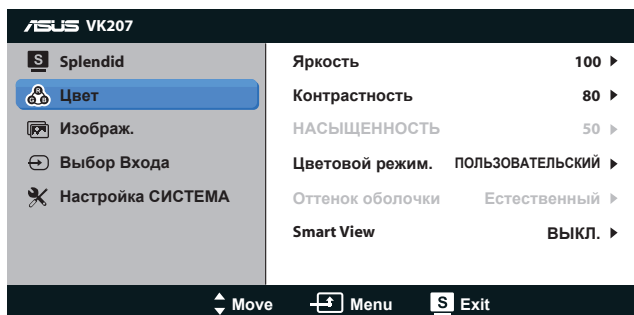 ASUS VK207
S Splendid
Цвет
Изображ.
Выбор Входа
Настройка СИСТЕМА
Яркость 100
Контрастность 80
НАСЫЩЕННОСТЬ 50
Цветовой режим. ПОЛЬЗОВАТЕЛЬСКИЙ
Оттенок оболочки Естественный
Smart View ВЫКЛ.
Move Menu S Exit